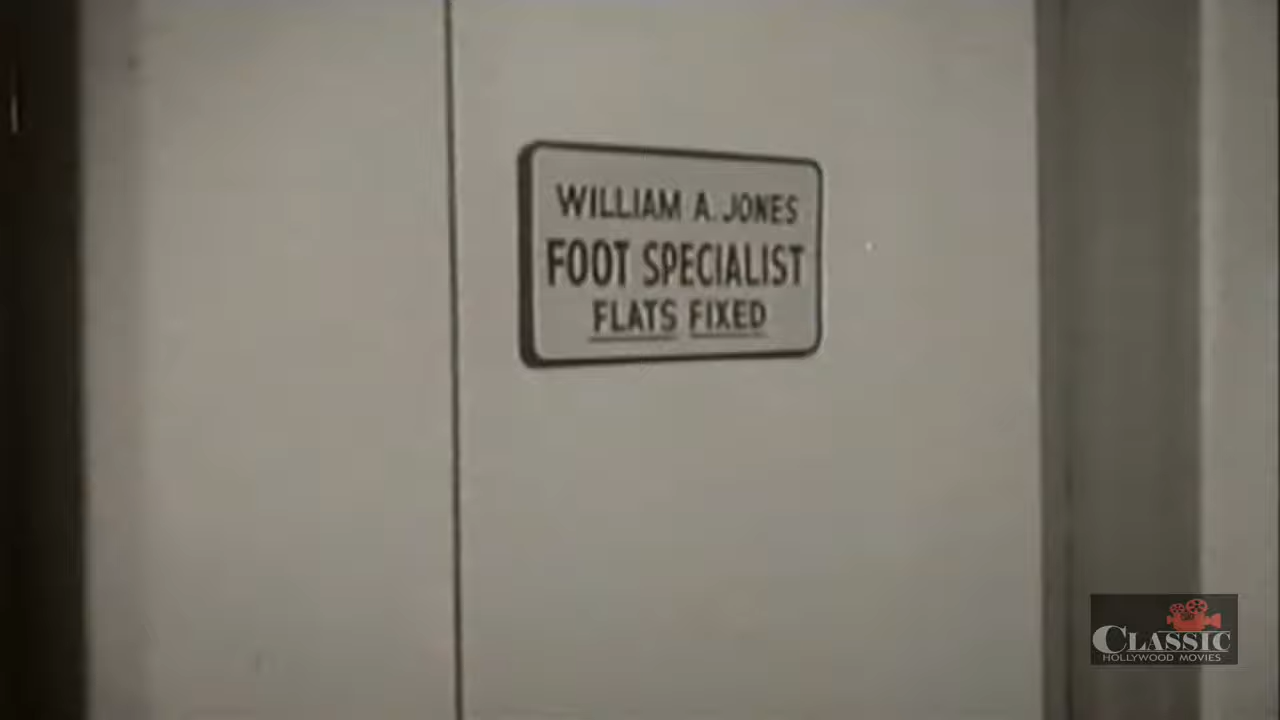 WILLIAM A. JONES
FOOT SPECIALIST
FLATS FIXED
CLASSIC
HOLLYWOOD MOVIES